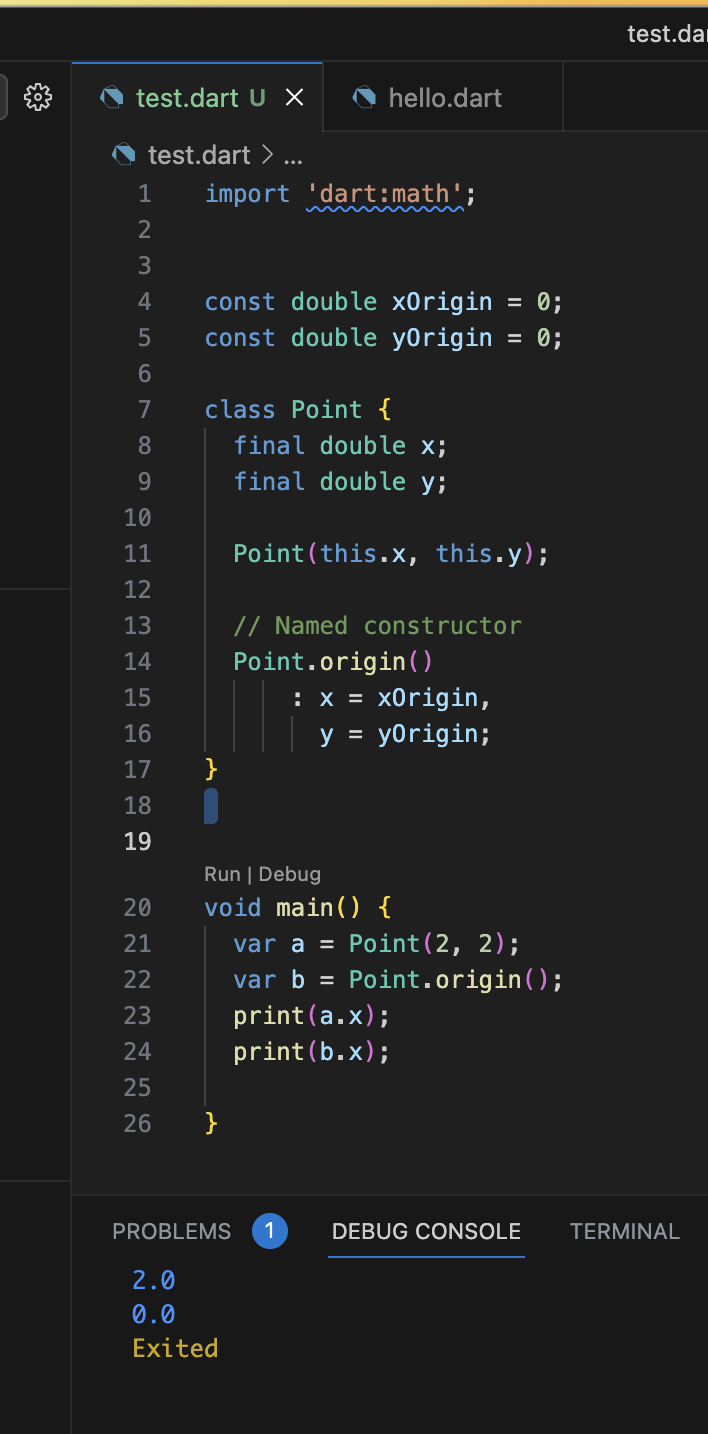 test.da
test.dart U
hello.dart
test.dart > ...
1 import 'dart:math';
2
3
4 const double xOrigin = 0;
5 const double yOrigin = 0;
6
7 class Point {
8   final double x;
9   final double y;
10
11   Point(this.x, this.y);
12
13   // Named constructor
14   Point.origin()
15       : x = xOrigin,
16         y = yOrigin;
17 }
18
19
Run | Debug
20 void main() {
21   var a = Point(2, 2);
22   var b = Point.origin();
23   print(a.x);
24   print(b.x);
25
26 }
PROBLEMS 1 DEBUG CONSOLE TERMINAL
2.0
0.0
Exited